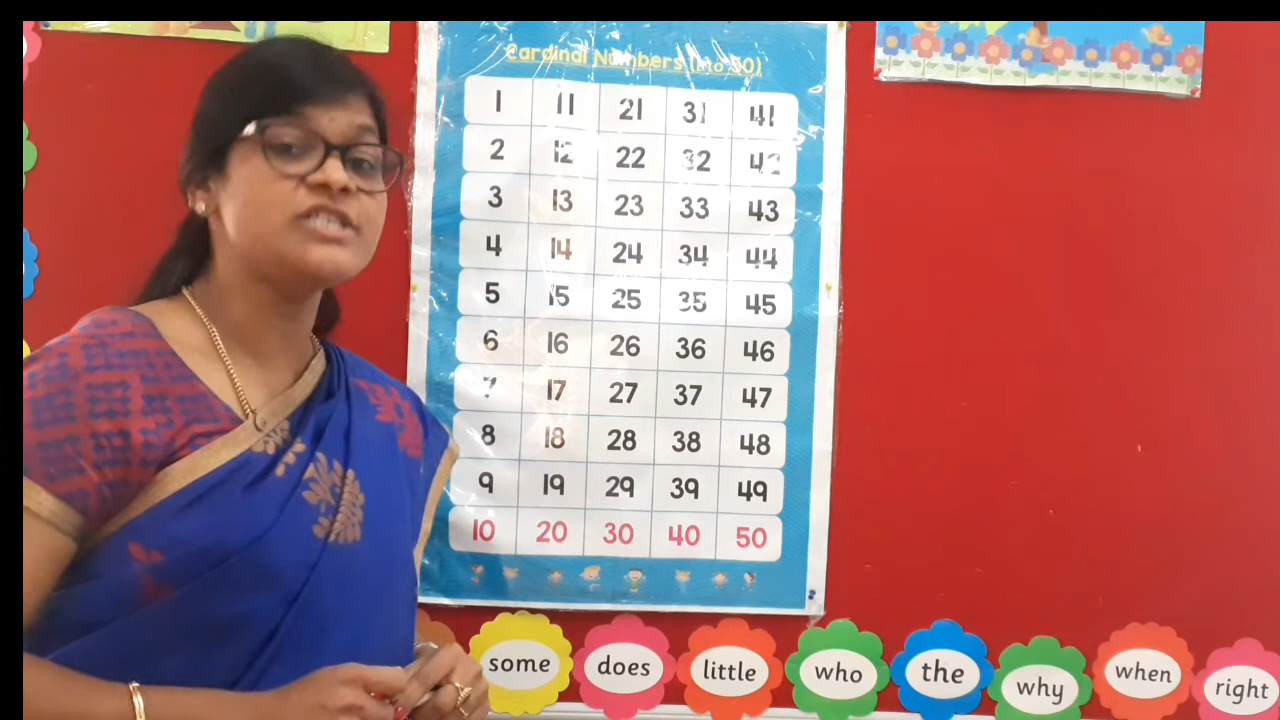 Cardinal Numbers (1 to 50)
1 11 21 31 41
2 12 22 32 42
3 13 23 33 43
4 14 24 34 44
5 15 25 35 45
6 16 26 36 46
7 17 27 37 47
8 18 28 38 48
9 19 29 39 49
10 20 30 40 50
some does little who the why when right